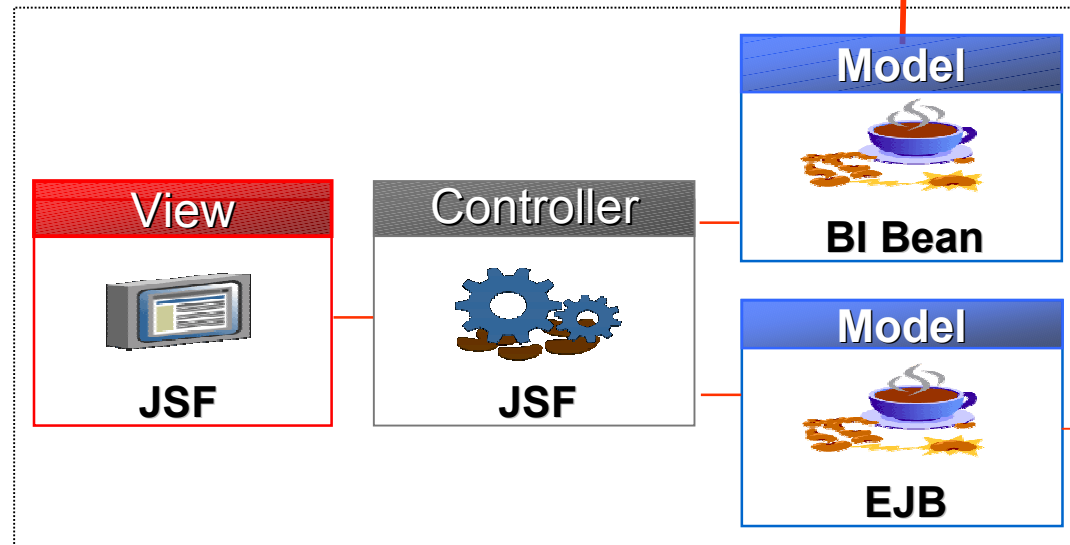 View
JSF
Controller
JSF
Model
BI Bean
Model
EJB